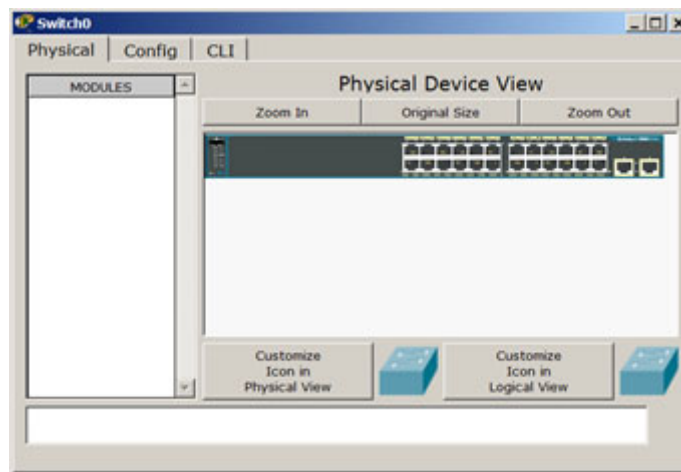 Switch0
Physical
Config
CLI
MODULES
Physical Device View
Zoom In
Original Size
Zoom Out
Customize
Icon in
Physical View
Customize
Icon in
Logical View